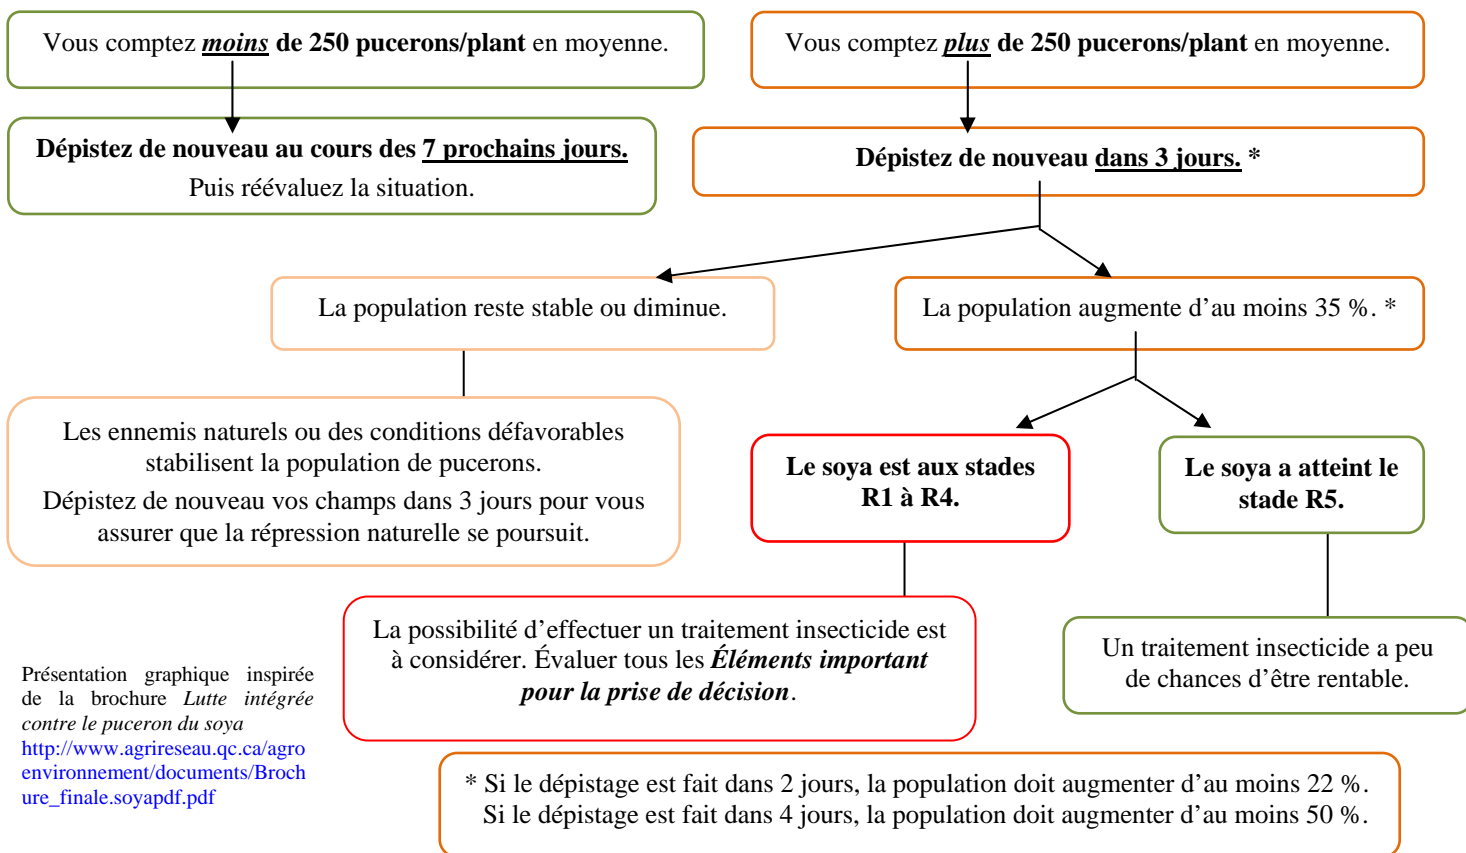 Vous comptez moins de 250 pucerons/plant en moyenne.
Vous comptez plus de 250 pucerons/plant en moyenne.
Dépistez de nouveau au cours des 7 prochains jours.
Puis réévaluez la situation.
Dépistez de nouveau dans 3 jours. *
La population reste stable ou diminue.
La population augmente d’au moins 35 %. *
Les ennemis naturels ou des conditions défavorables
stabilisent la population de pucerons.
Dépistez de nouveau vos champs dans 3 jours pour vous
assurer que la répression naturelle se poursuit.
Le soya est aux stades
R1 à R4.
Le soya a atteint le
stade R5.
La possibilité d’effectuer un traitement insecticide est
à considérer. Évaluer tous les Éléments important
pour la prise de décision.
Un traitement insecticide a peu
de chances d’être rentable.
Présentation graphique inspirée
de la brochure Lutte intégrée
contre le puceron du soya
http://www.agrireseau.qc.ca/agro
environnement/documents/Broch
ure_finale.soyapdf.pdf
* Si le dépistage est fait dans 2 jours, la population doit augmenter d’au moins 22 %.
Si le dépistage est fait dans 4 jours, la population doit augmenter d’au moins 50 %.